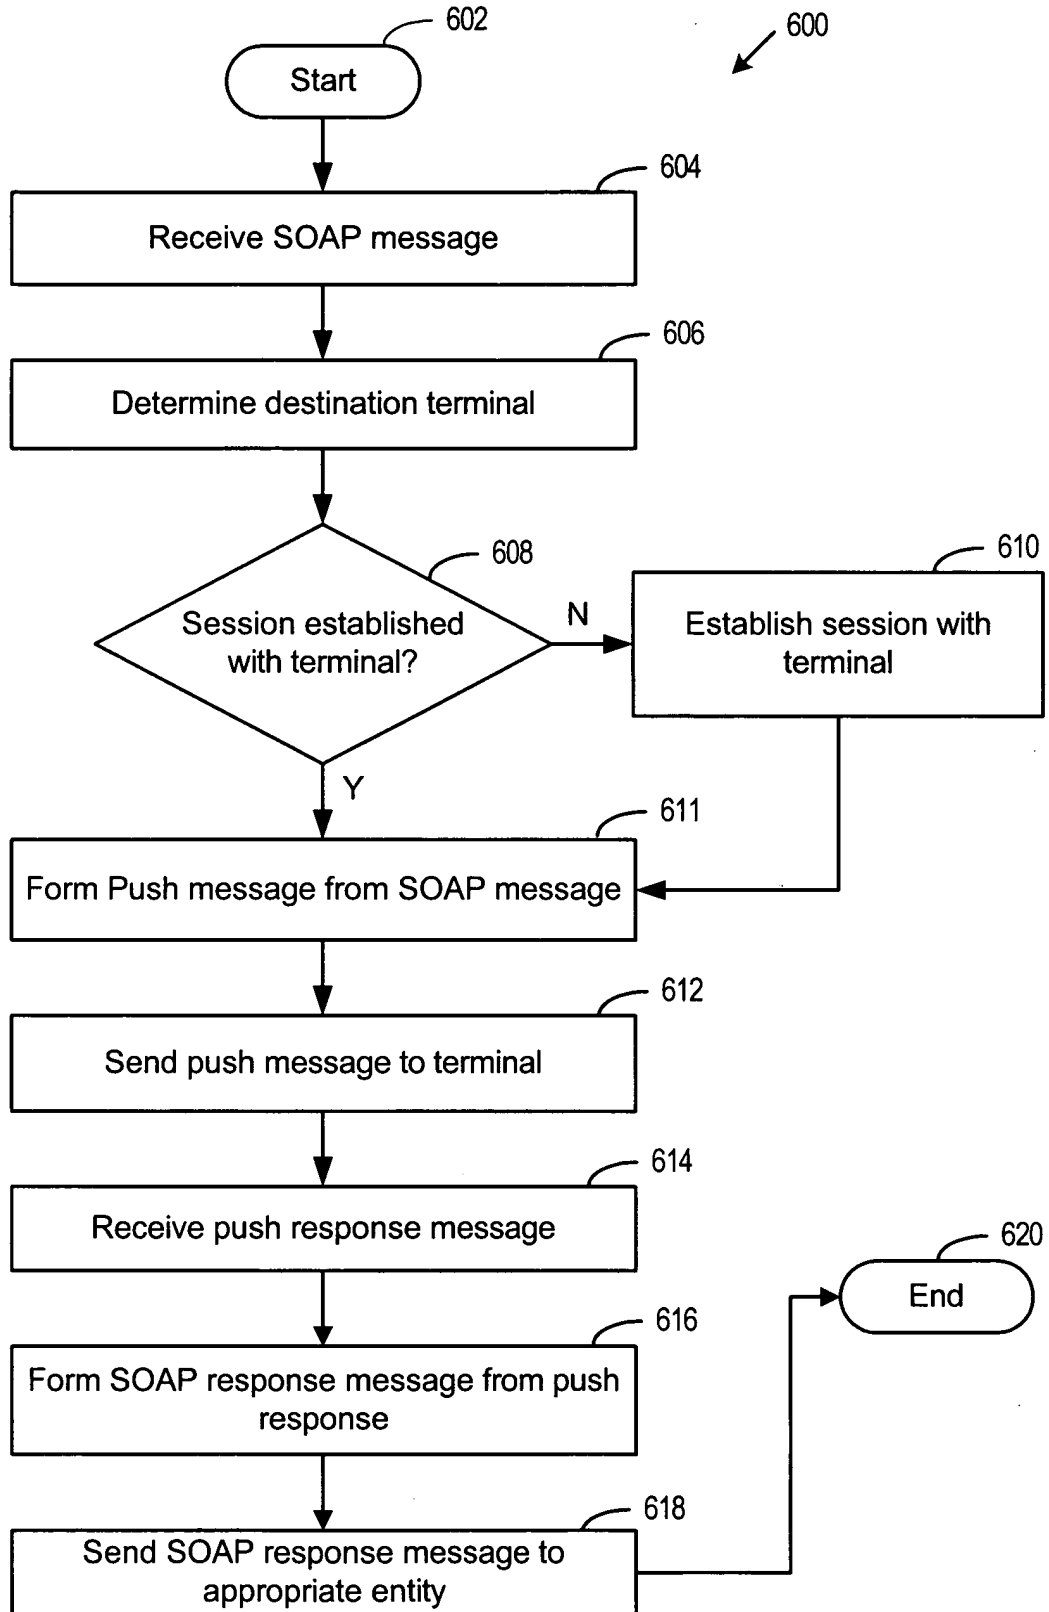 602
600
Start
604
Receive SOAP message
606
Determine destination terminal
608
Session established
with terminal?
N
610
Establish session with
terminal
Y
611
Form Push message from SOAP message
612
Send push message to terminal
614
Receive push response message
620
End
616
Form SOAP response message from push
response
618
Send SOAP response message to
appropriate entity